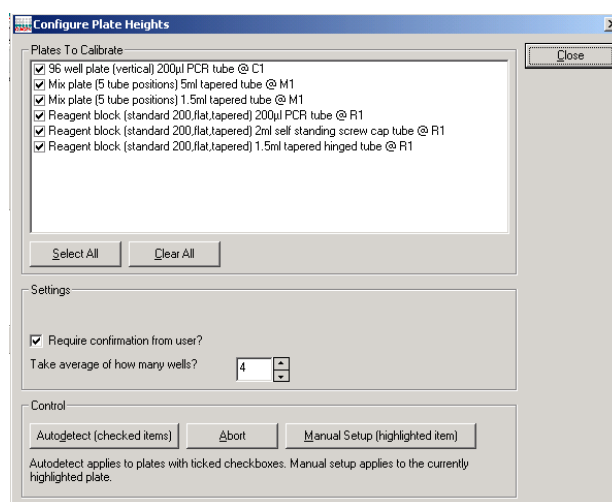 Configure Plate Heights
Plates To Calibrate
Close
96 well plate (vertical) 200µl PCR tube @ C1
Mix plate (5 tube positions) 5ml tapered tube @ M1
Mix plate (5 tube positions) 1.5ml tapered tube @ M1
Reagent block (standard 200,flat,tapered) 200µl PCR tube @ R1
Reagent block (standard 200,flat,tapered) 2ml self standing screw cap tube @ R1
Reagent block (standard 200,flat,tapered) 1.5ml tapered hinged tube @ R1
Select All Clear All
Settings
Require confirmation from user?
Take average of how many wells? 4
Control
Autodetect (checked items) Abort Manual Setup (highlighted item)
Autodetect applies to plates with ticked checkboxes. Manual setup applies to the currently
highlighted plate.